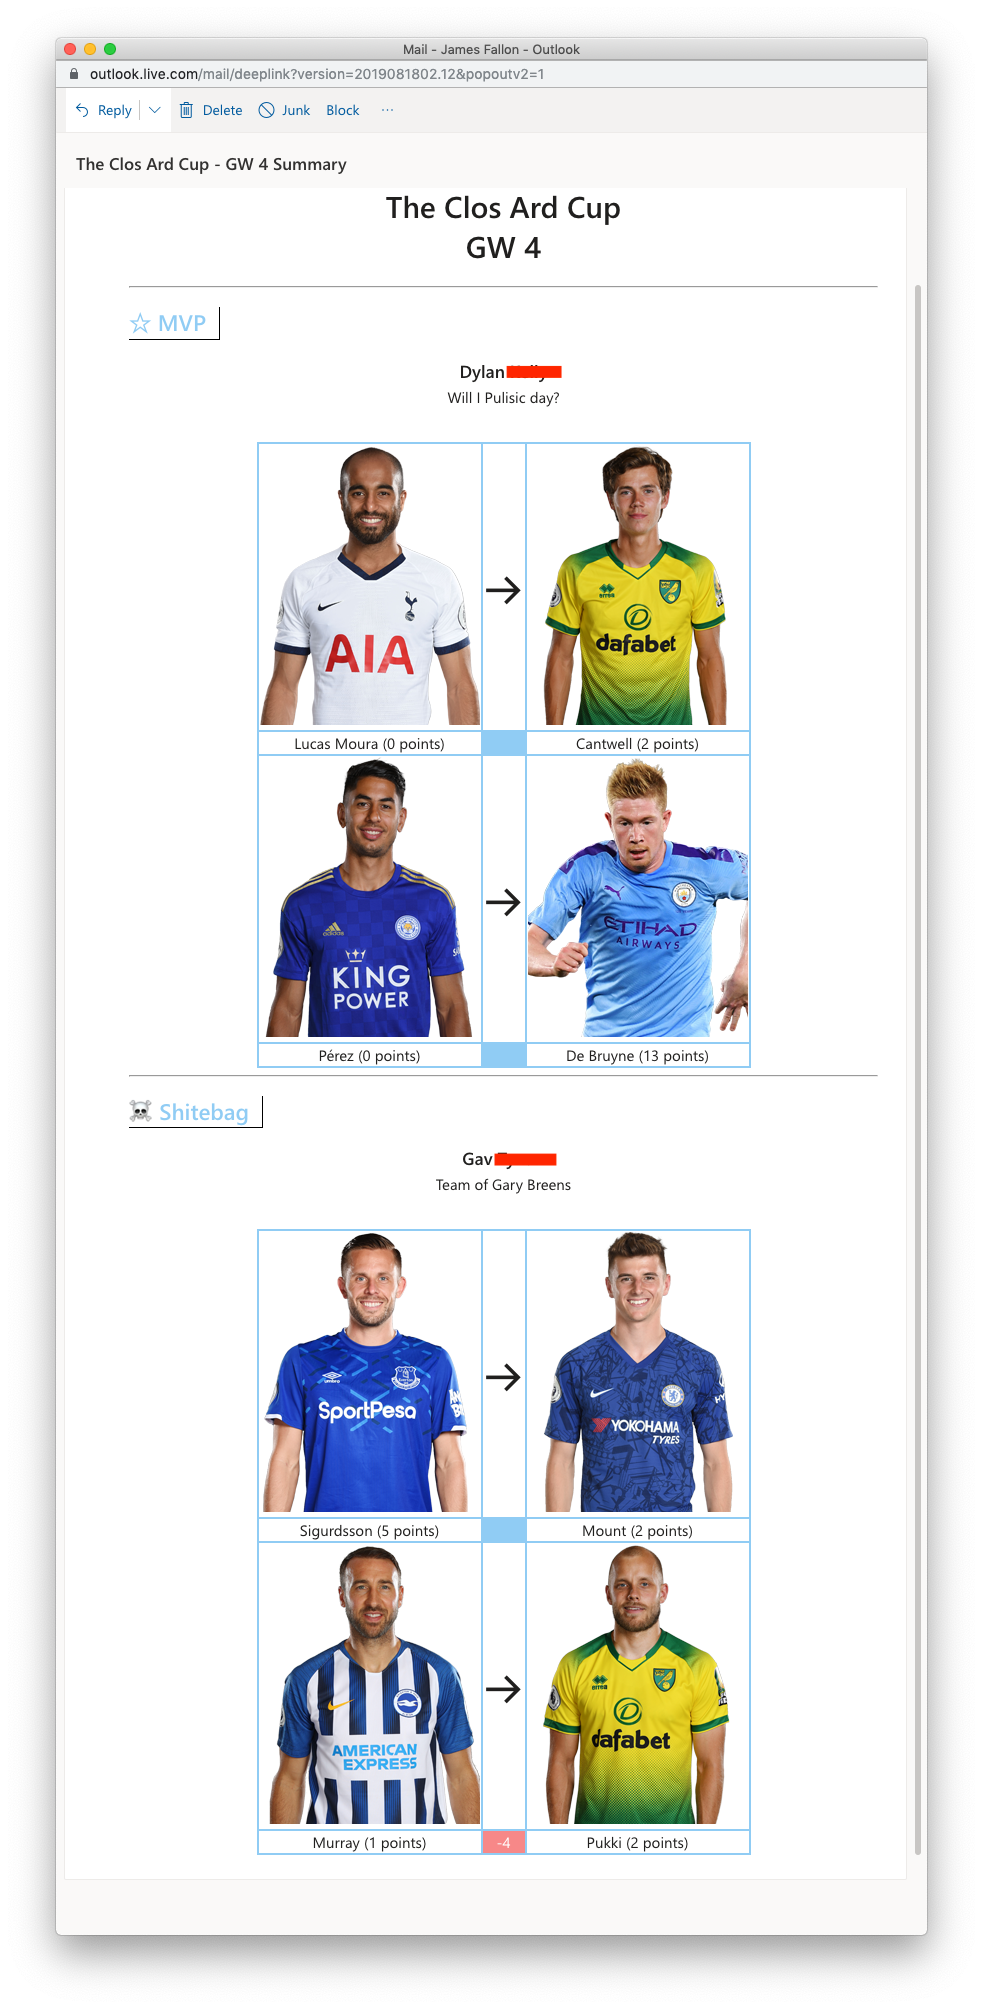 Mail - James Fallon - Outlook
outlook.live.com/mail/deeplink?version=2019081802.12&popoutv2=1
Reply Delete Junk Block ...
The Clos Ard Cup - GW 4 Summary
The Clos Ard Cup
GW 4
☆ MVP
Dylan
Will I Pulisic day?
AIA
errea
dafabet
→
Lucas Moura (0 points)
Cantwell (2 points)
adidas
KING
POWER
ETIHAD
AIRWAYS
→
Pérez (0 points)
De Bruyne (13 points)
☠ Shitebag
Gav
Team of Gary Breens
umbro
SportPesa
YOKOHAMA
TYRES
→
Sigurdsson (5 points)
Mount (2 points)
AMERICAN
EXPRESS
errea
dafabet
→
Murray (1 points)
-4
Pukki (2 points)